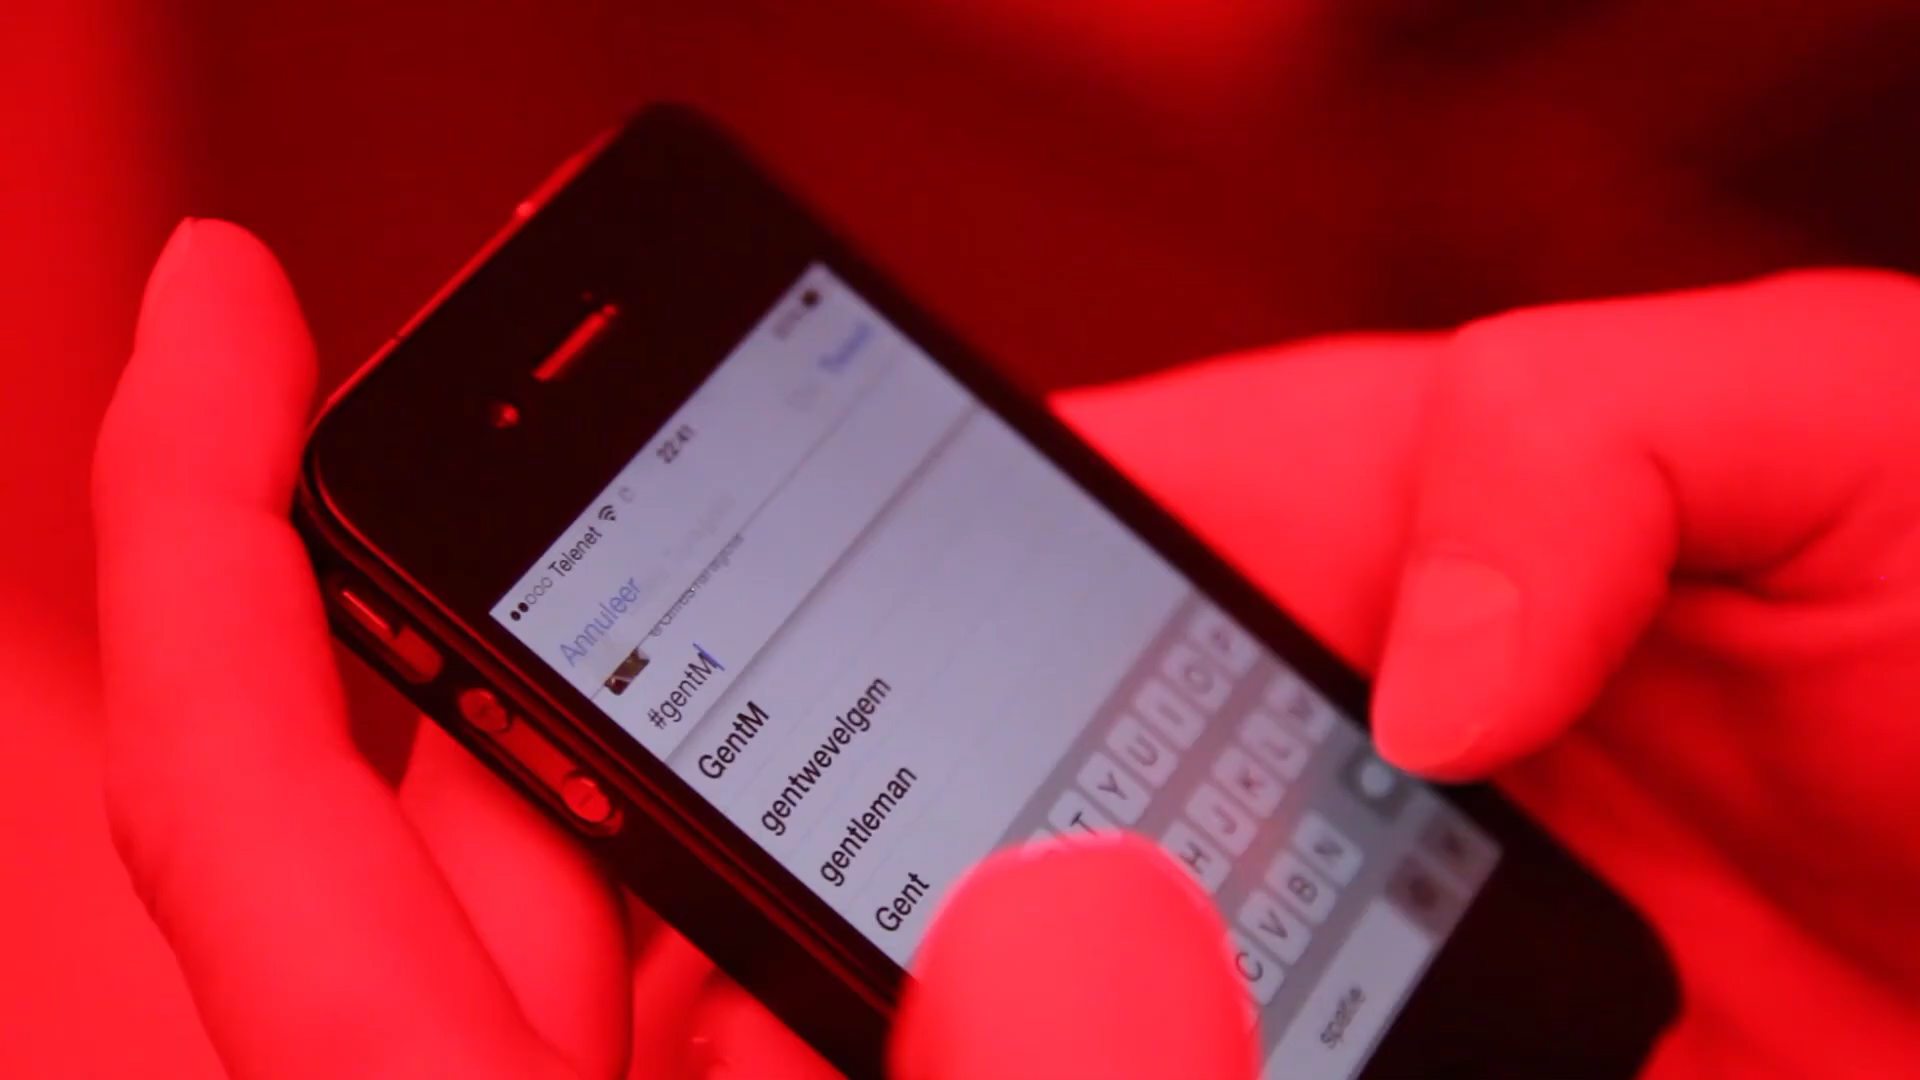 Telenet 22:41
Annuleer
#gentM
GentM
gentwevelgem
gentleman
Gent
T Y U I O P
H J K L
C V B N
spatie